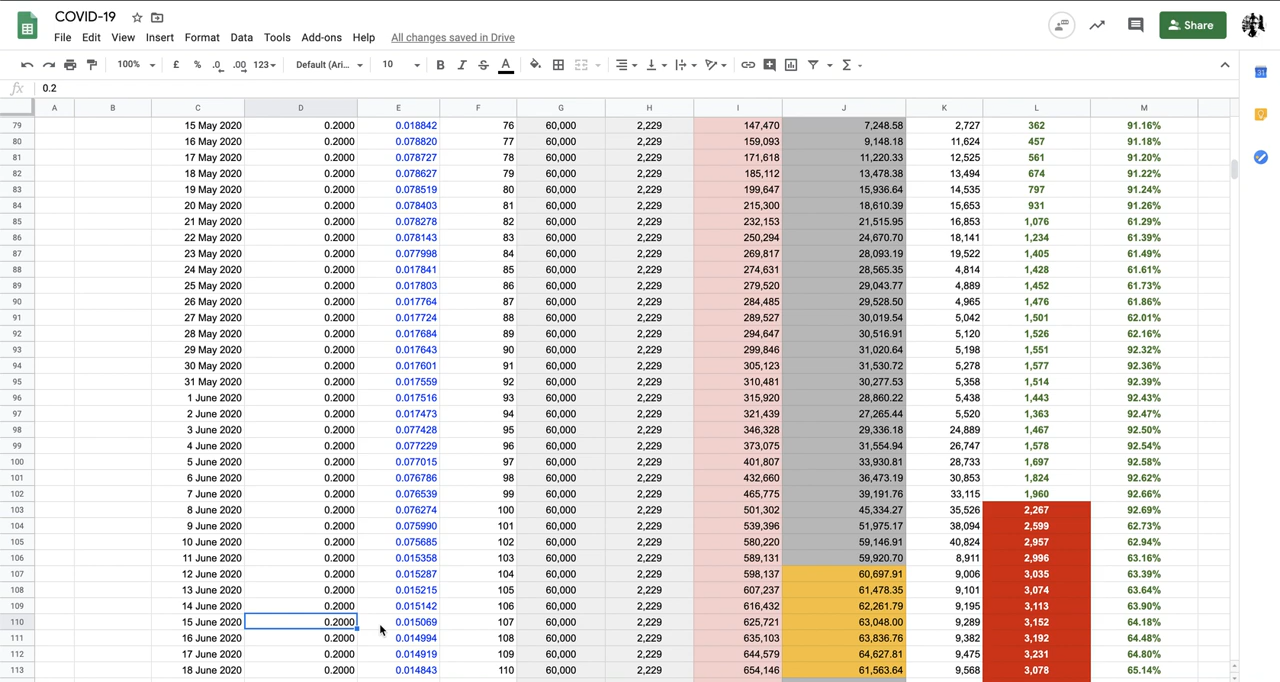 COVID-19
File Edit View Insert Format Data Tools Add-ons Help All changes saved in Drive
Share
100% £ % .0 .00 123 Default (Ari... 10 B I S A Σ
fx 0.2
A B C D E F G H I J K L M
79 15 May 2020 0.2000 0.018842 76 60,000 2,229 147,470 7,248.58 2,727 362 91.16%
80 16 May 2020 0.2000 0.078820 77 60,000 2,229 159,093 9,148.18 11,624 457 91.18%
81 17 May 2020 0.2000 0.078727 78 60,000 2,229 171,618 11,220.33 12,525 561 91.20%
82 18 May 2020 0.2000 0.078627 79 60,000 2,229 185,112 13,478.38 13,494 674 91.22%
83 19 May 2020 0.2000 0.078519 80 60,000 2,229 199,647 15,936.64 14,535 797 91.24%
84 20 May 2020 0.2000 0.078403 81 60,000 2,229 215,300 18,610.39 15,653 931 91.26%
85 21 May 2020 0.2000 0.078278 82 60,000 2,229 232,153 21,515.95 16,853 1,076 61.29%
86 22 May 2020 0.2000 0.078143 83 60,000 2,229 250,294 24,670.70 18,141 1,234 61.39%
87 23 May 2020 0.2000 0.077998 84 60,000 2,229 269,817 28,093.19 19,522 1,405 61.49%
88 24 May 2020 0.2000 0.017841 85 60,000 2,229 274,631 28,565.35 4,814 1,428 61.61%
89 25 May 2020 0.2000 0.017803 86 60,000 2,229 279,520 29,043.77 4,889 1,452 61.73%
90 26 May 2020 0.2000 0.017764 87 60,000 2,229 284,485 29,528.50 4,965 1,476 61.86%
91 27 May 2020 0.2000 0.017724 88 60,000 2,229 289,527 30,019.54 5,042 1,501 62.01%
92 28 May 2020 0.2000 0.017684 89 60,000 2,229 294,647 30,516.91 5,120 1,526 62.16%
93 29 May 2020 0.2000 0.017643 90 60,000 2,229 299,846 31,020.64 5,198 1,551 92.32%
94 30 May 2020 0.2000 0.017601 91 60,000 2,229 305,123 31,530.72 5,278 1,577 92.36%
95 31 May 2020 0.2000 0.017559 92 60,000 2,229 310,481 30,277.53 5,358 1,514 92.39%
96 1 June 2020 0.2000 0.017516 93 60,000 2,229 315,920 28,860.22 5,438 1,443 92.43%
97 2 June 2020 0.2000 0.017473 94 60,000 2,229 321,439 27,265.44 5,520 1,363 92.47%
98 3 June 2020 0.2000 0.077428 95 60,000 2,229 346,328 29,336.18 24,889 1,467 92.50%
99 4 June 2020 0.2000 0.077229 96 60,000 2,229 373,075 31,554.94 26,747 1,578 92.54%
100 5 June 2020 0.2000 0.077015 97 60,000 2,229 401,807 33,930.81 28,733 1,697 92.58%
101 6 June 2020 0.2000 0.076786 98 60,000 2,229 432,660 36,473.19 30,853 1,824 92.62%
102 7 June 2020 0.2000 0.076539 99 60,000 2,229 465,775 39,191.76 33,115 1,960 92.66%
103 8 June 2020 0.2000 0.076274 100 60,000 2,229 501,302 45,334.27 35,526 2,267 92.69%
104 9 June 2020 0.2000 0.075990 101 60,000 2,229 539,396 51,975.17 38,094 2,599 62.73%
105 10 June 2020 0.2000 0.075685 102 60,000 2,229 580,220 59,146.91 40,824 2,957 62.94%
106 11 June 2020 0.2000 0.015358 103 60,000 2,229 589,131 59,920.70 8,911 2,996 63.16%
107 12 June 2020 0.2000 0.015287 104 60,000 2,229 598,137 60,697.91 9,006 3,035 63.39%
108 13 June 2020 0.2000 0.015215 105 60,000 2,229 607,237 61,478.35 9,101 3,074 63.64%
109 14 June 2020 0.2000 0.015142 106 60,000 2,229 616,432 62,261.79 9,195 3,113 63.90%
110 15 June 2020 0.2000 0.015069 107 60,000 2,229 625,721 63,048.00 9,289 3,152 64.18%
111 16 June 2020 0.2000 0.014994 108 60,000 2,229 635,103 63,836.76 9,382 3,192 64.48%
112 17 June 2020 0.2000 0.014919 109 60,000 2,229 644,579 64,627.81 9,475 3,231 64.80%
113 18 June 2020 0.2000 0.014843 110 60,000 2,229 654,146 61,563.64 9,568 3,078 65.14%